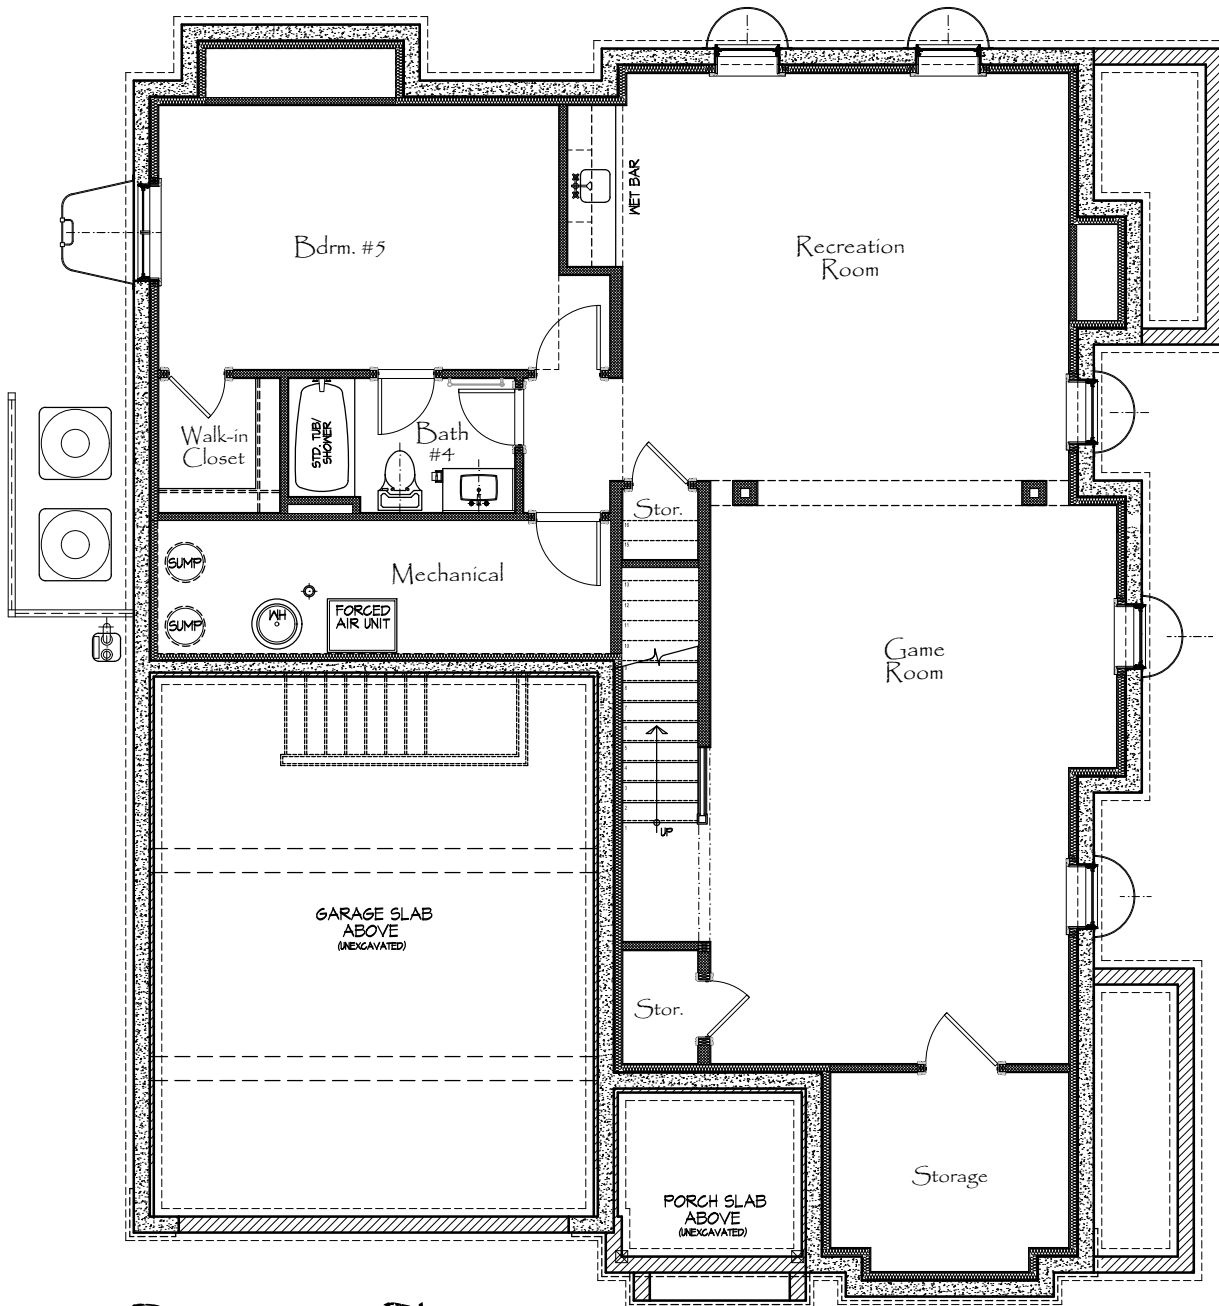 WET BAR
Bdrm. #5
Recreation
Room
Walk-in
Closet
STD. TUB/
SHOWER
Bath
#4
Stor.
Mechanical
SUMP
SUMP
WH
FORCED
AIR UNIT
Game
Room
UP
GARAGE SLAB
ABOVE
(UNEXCAVATED)
Stor.
Storage
PORCH SLAB
ABOVE
(UNEXCAVATED)